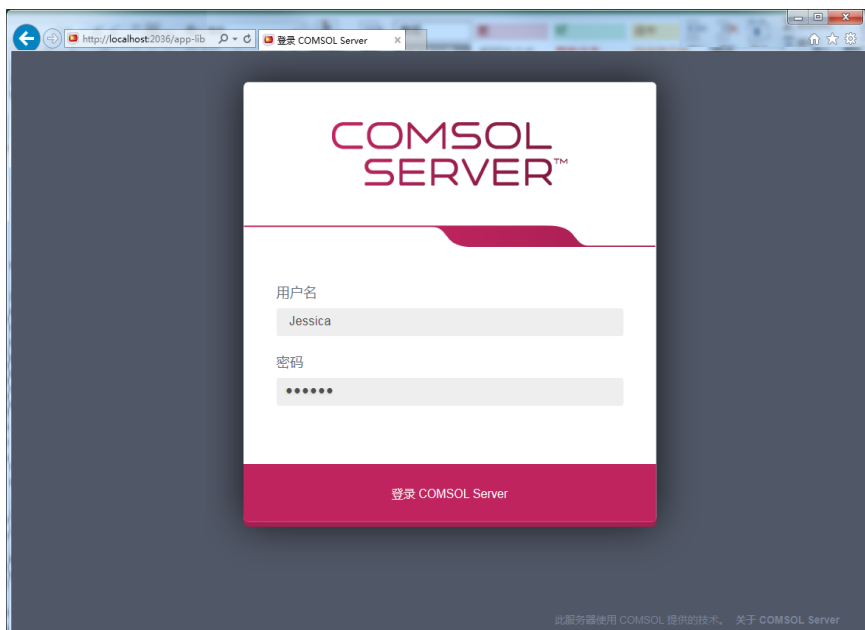 http://localhost:2036/app-lib
登录 COMSOL Server
COMSOL
SERVER™
用户名
Jessica
密码
••••••
登录 COMSOL Server
此服务器使用 COMSOL 提供的技术。 关于 COMSOL Server